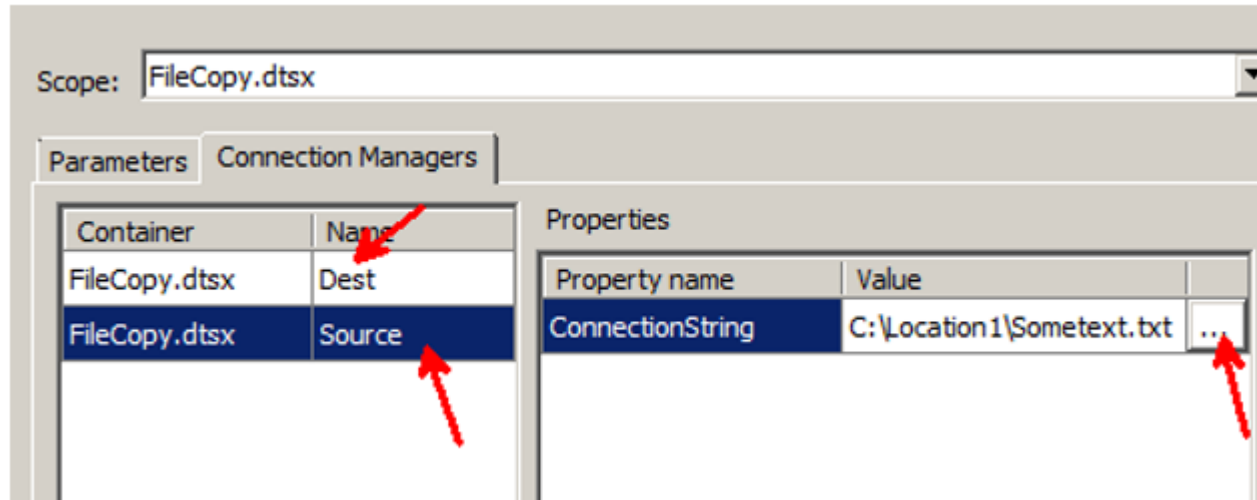 Scope: FileCopy.dtsx
Parameters Connection Managers
Container Name
FileCopy.dtsx Dest
FileCopy.dtsx Source
Properties
Property name Value
ConnectionString C:\Location1\Sometext.txt ...